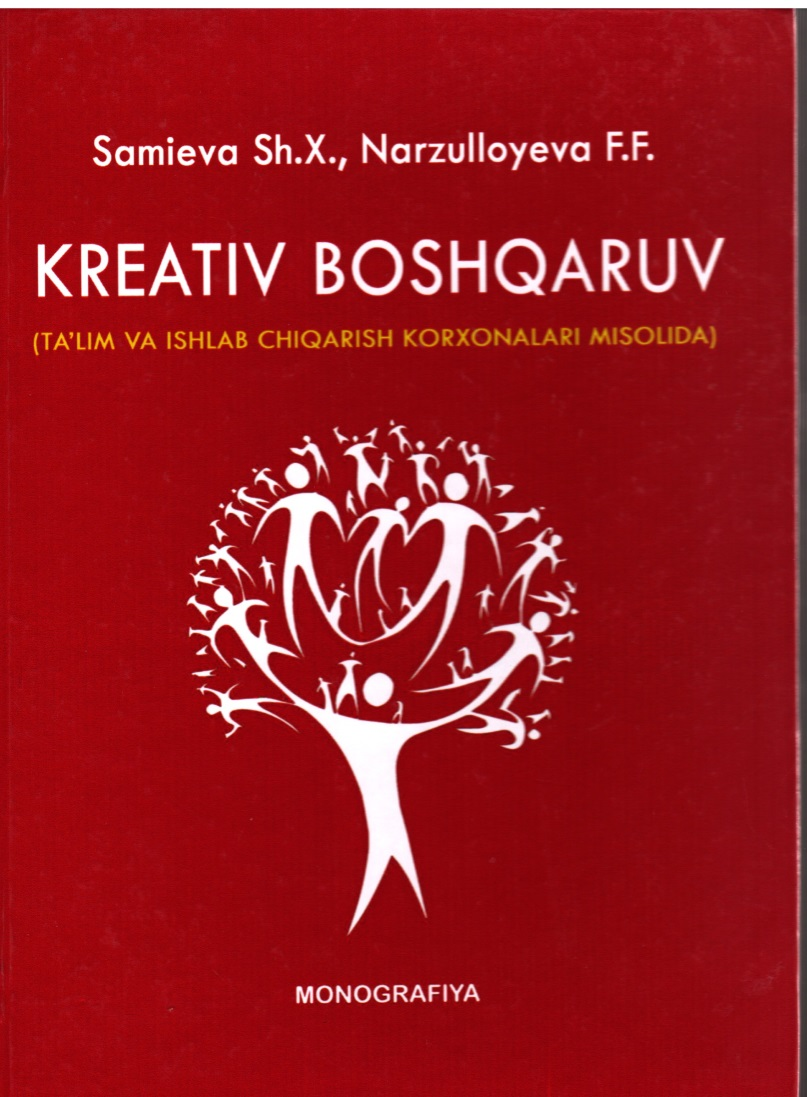 Samieva Sh.X., Narzulloyeva F.F.
KREATIV BOSHQARUV
(TA'LIM VA ISHLAB CHIQARISH KORXONALARI MISOLIDA)
MONOGRAFIYA